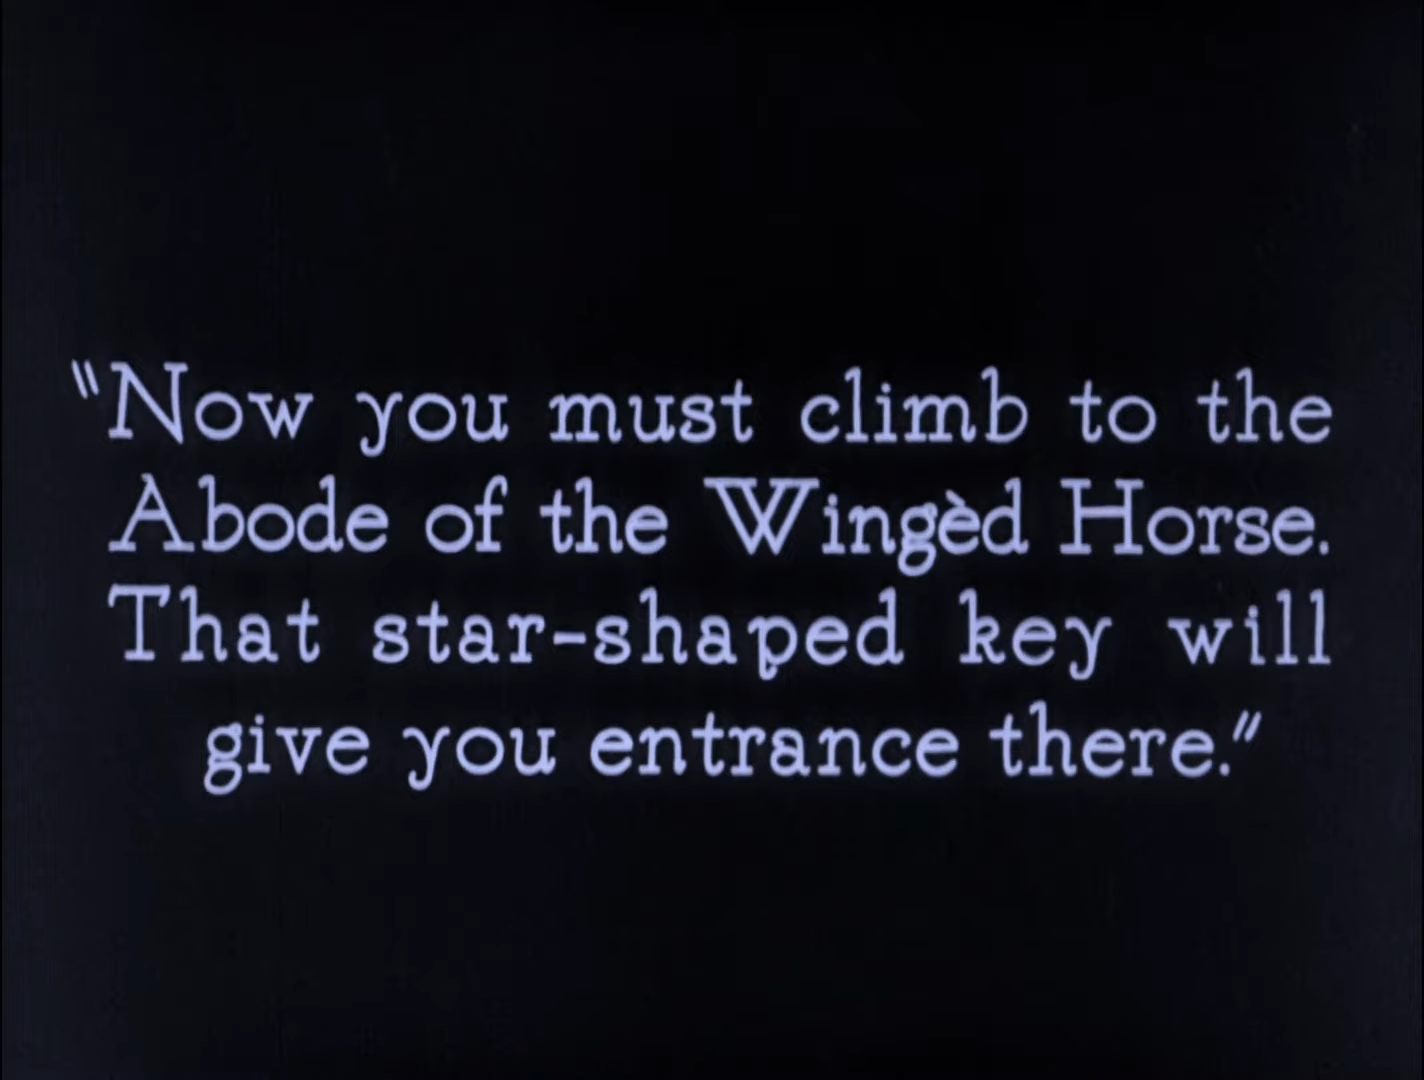 "Now you must climb to the
Abode of the Wingèd Horse.
That star-shaped key will
give you entrance there."